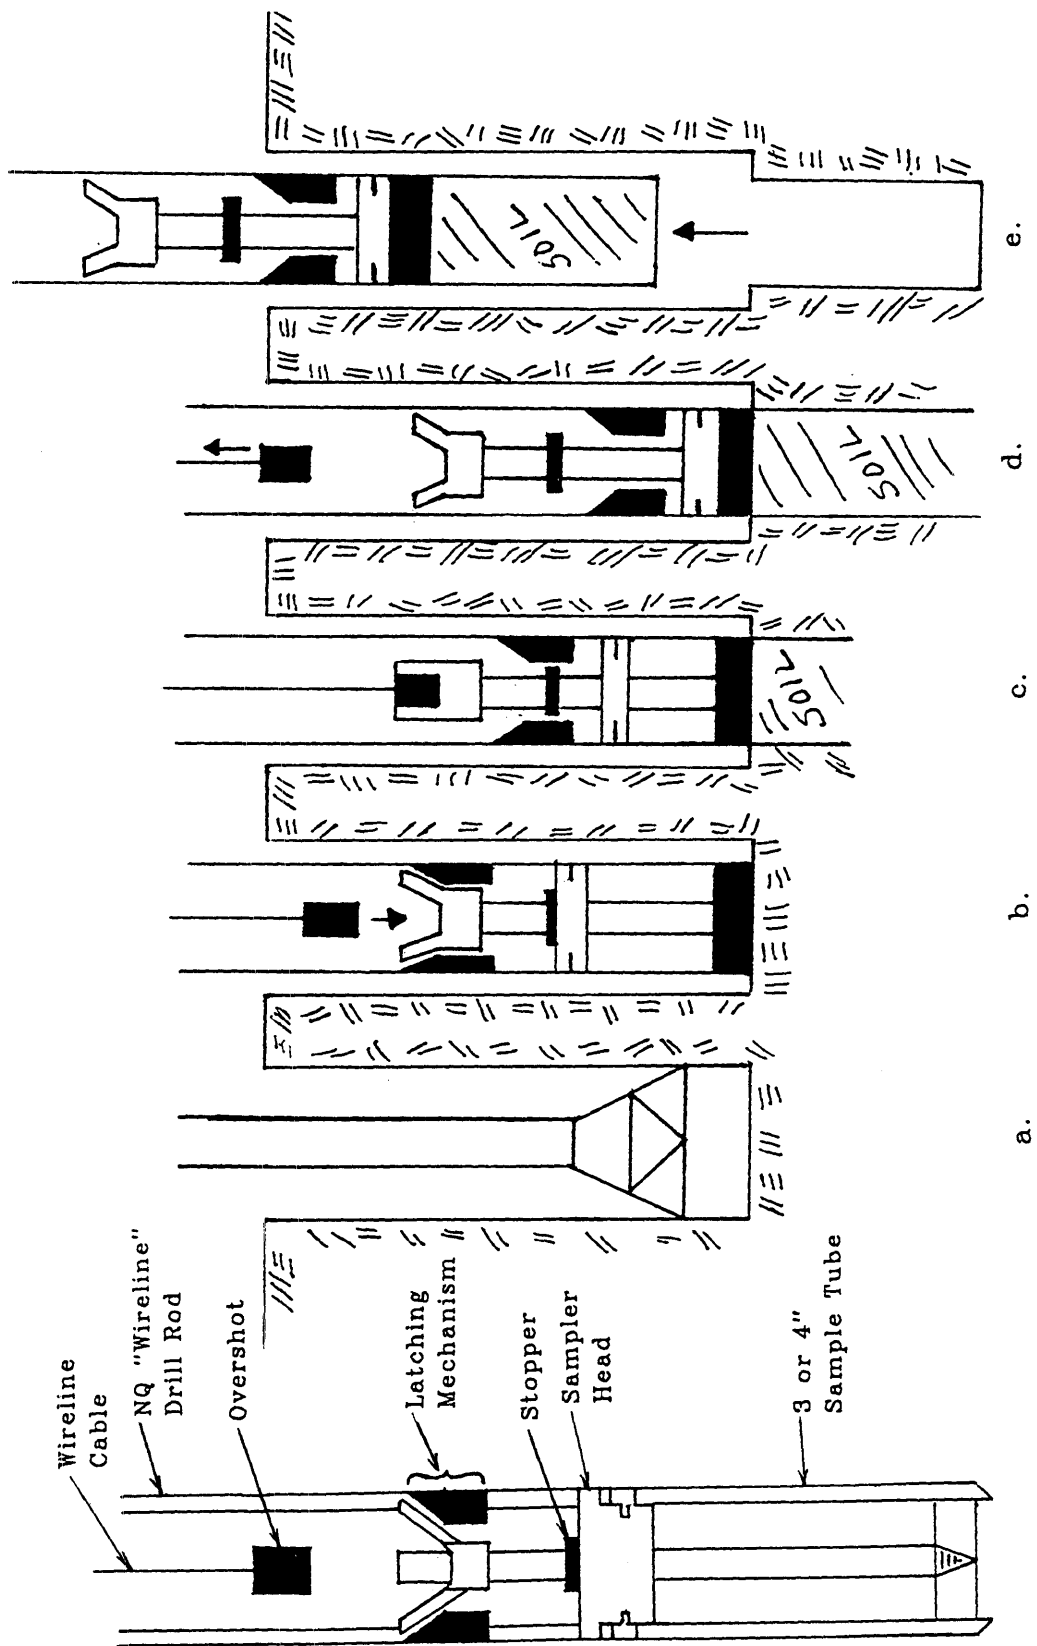 Wireline
Cable
NQ "Wireline"
Drill Rod
Overshot
Latching
Mechanism
Stopper
Sampler
Head
3 or 4"
Sample Tube
SOIL
SOIL
SOIL
a.
b.
c.
d.
e.